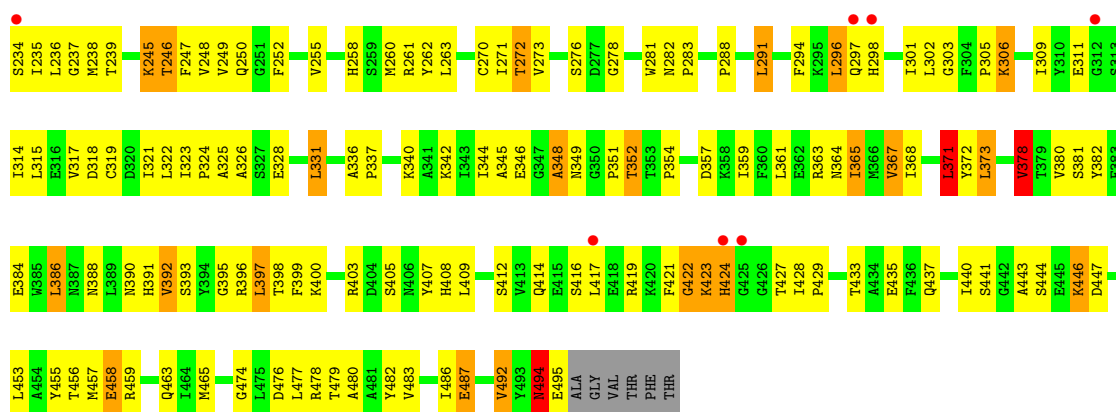 S234 I235 L236 G237 M238 T239 K245 T246 F247 V248 V249 Q250 G251 F252 V255 H258 S259 M260 R261 Y262 L263 C270 I271 T272 V273 S276 D277 G278 W281 N282 P283 P288 L291 F294 K295 L296 Q297 H298 I301 L302 G303 F304 P305 K306 I309 Y310 E311 G312 S313
I314 L315 E316 V317 D318 C319 D320 I321 L322 I323 P324 A325 A326 S327 E328 L331 A336 P337 K340 A341 K342 I343 I344 A345 E346 G347 A348 N349 G350 P351 T352 T353 P354 D357 K358 I359 F360 L361 E362 R363 N364 I365 M366 V367 I368 L371 Y372 L373 V378 T379 V380 S381 Y382 F383
E384 W385 L386 N387 N388 L389 N390 H391 V392 S393 Y394 G395 R396 L397 T398 F399 K400 R403 D404 S405 N406 Y407 H408 L409 S412 V413 Q414 E415 S416 L417 E418 R419 K420 F421 G422 K423 H424 G425 G426 T427 I428 P429 T433 A434 E435 F436 Q437 I440 S441 G442 A443 S444 E445 K446 D447
L453 A454 Y455 T456 M457 E458 R459 Q463 I464 M465 G474 L475 D476 L477 R478 T479 A480 A481 Y482 V483 I486 E487 V492 Y493 N494 E495 ALA GLY VAL THR PHE THR